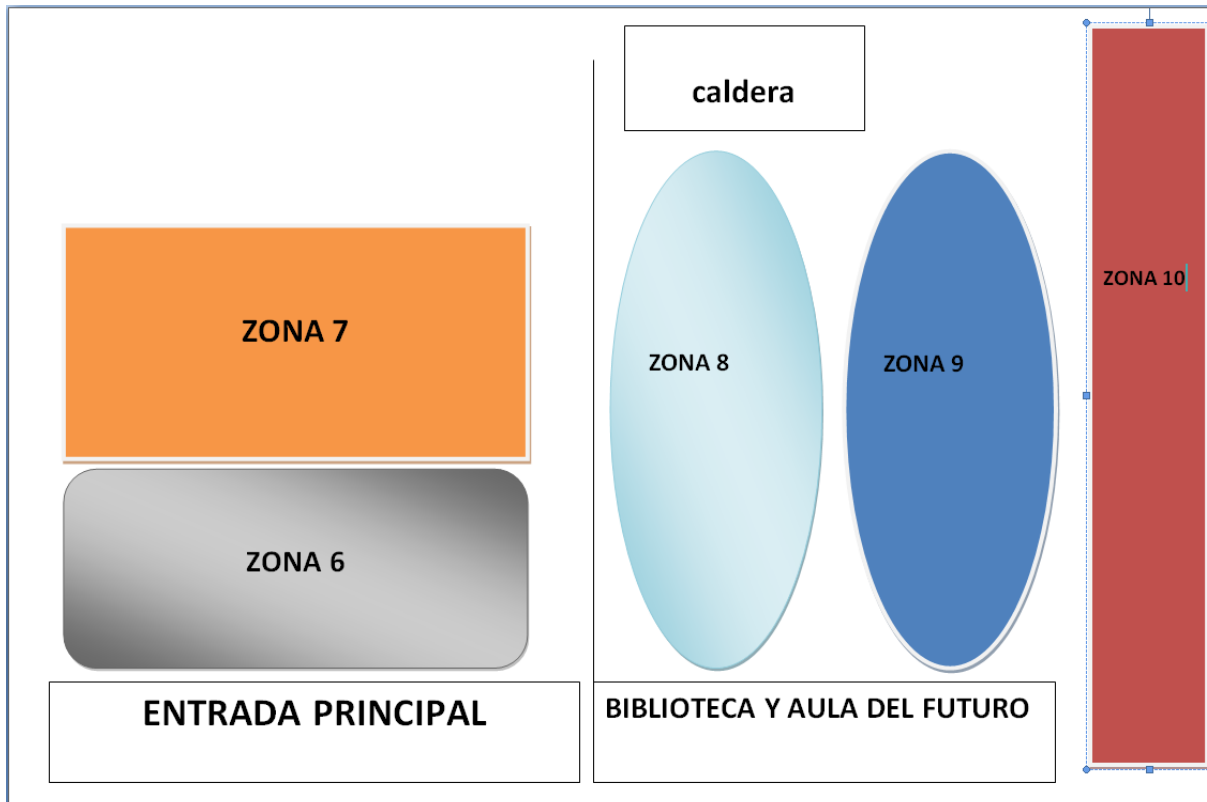 caldera
ZONA 10
ZONA 7
ZONA 8
ZONA 9
ZONA 6
ENTRADA PRINCIPAL
BIBLIOTECA Y AULA DEL FUTURO